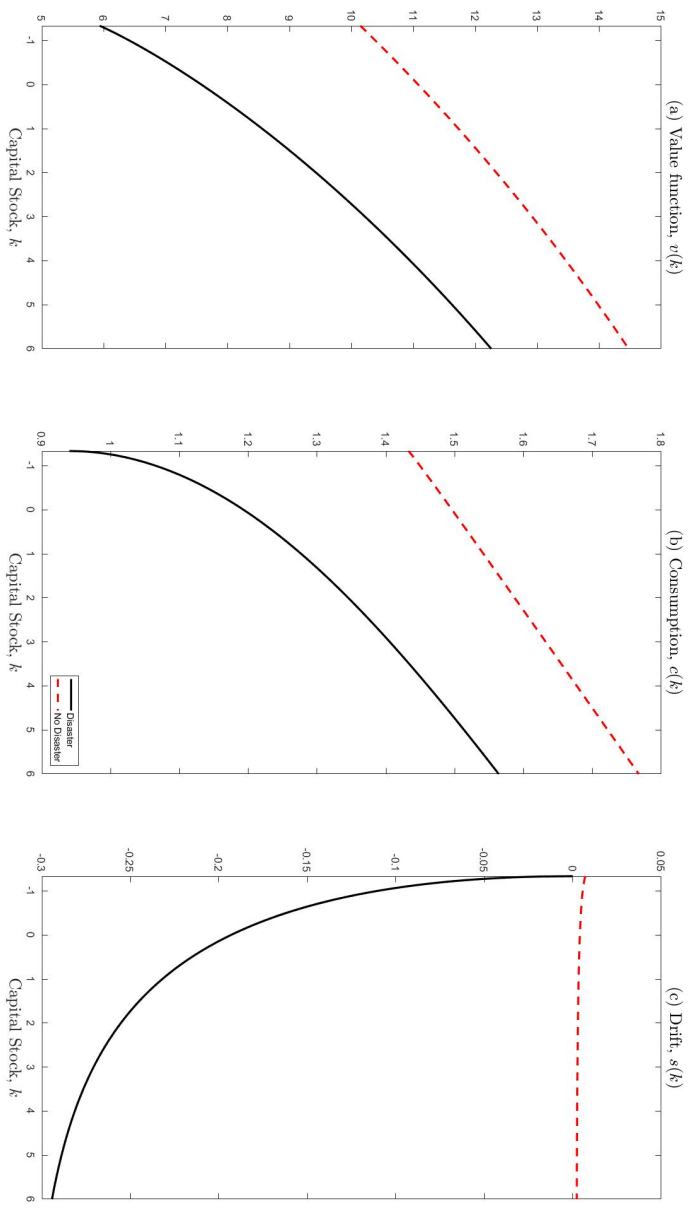 (a) Value function, v(k)
15
14
13
12
11
10
9
8
7
6
5
-1 0 1 2 3 4 5 6
Capital Stock, k
(b) Consumption, c(k)
1.8
1.7
1.6
1.5
1.4
1.3
1.2
1.1
1
0.9
-1 0 1 2 3 4 5 6
Capital Stock, k
Disaster
No Disaster
(c) Drift, s(k)
0.05
0
-0.05
-0.1
-0.15
-0.2
-0.25
-0.3
-1 0 1 2 3 4 5 6
Capital Stock, k